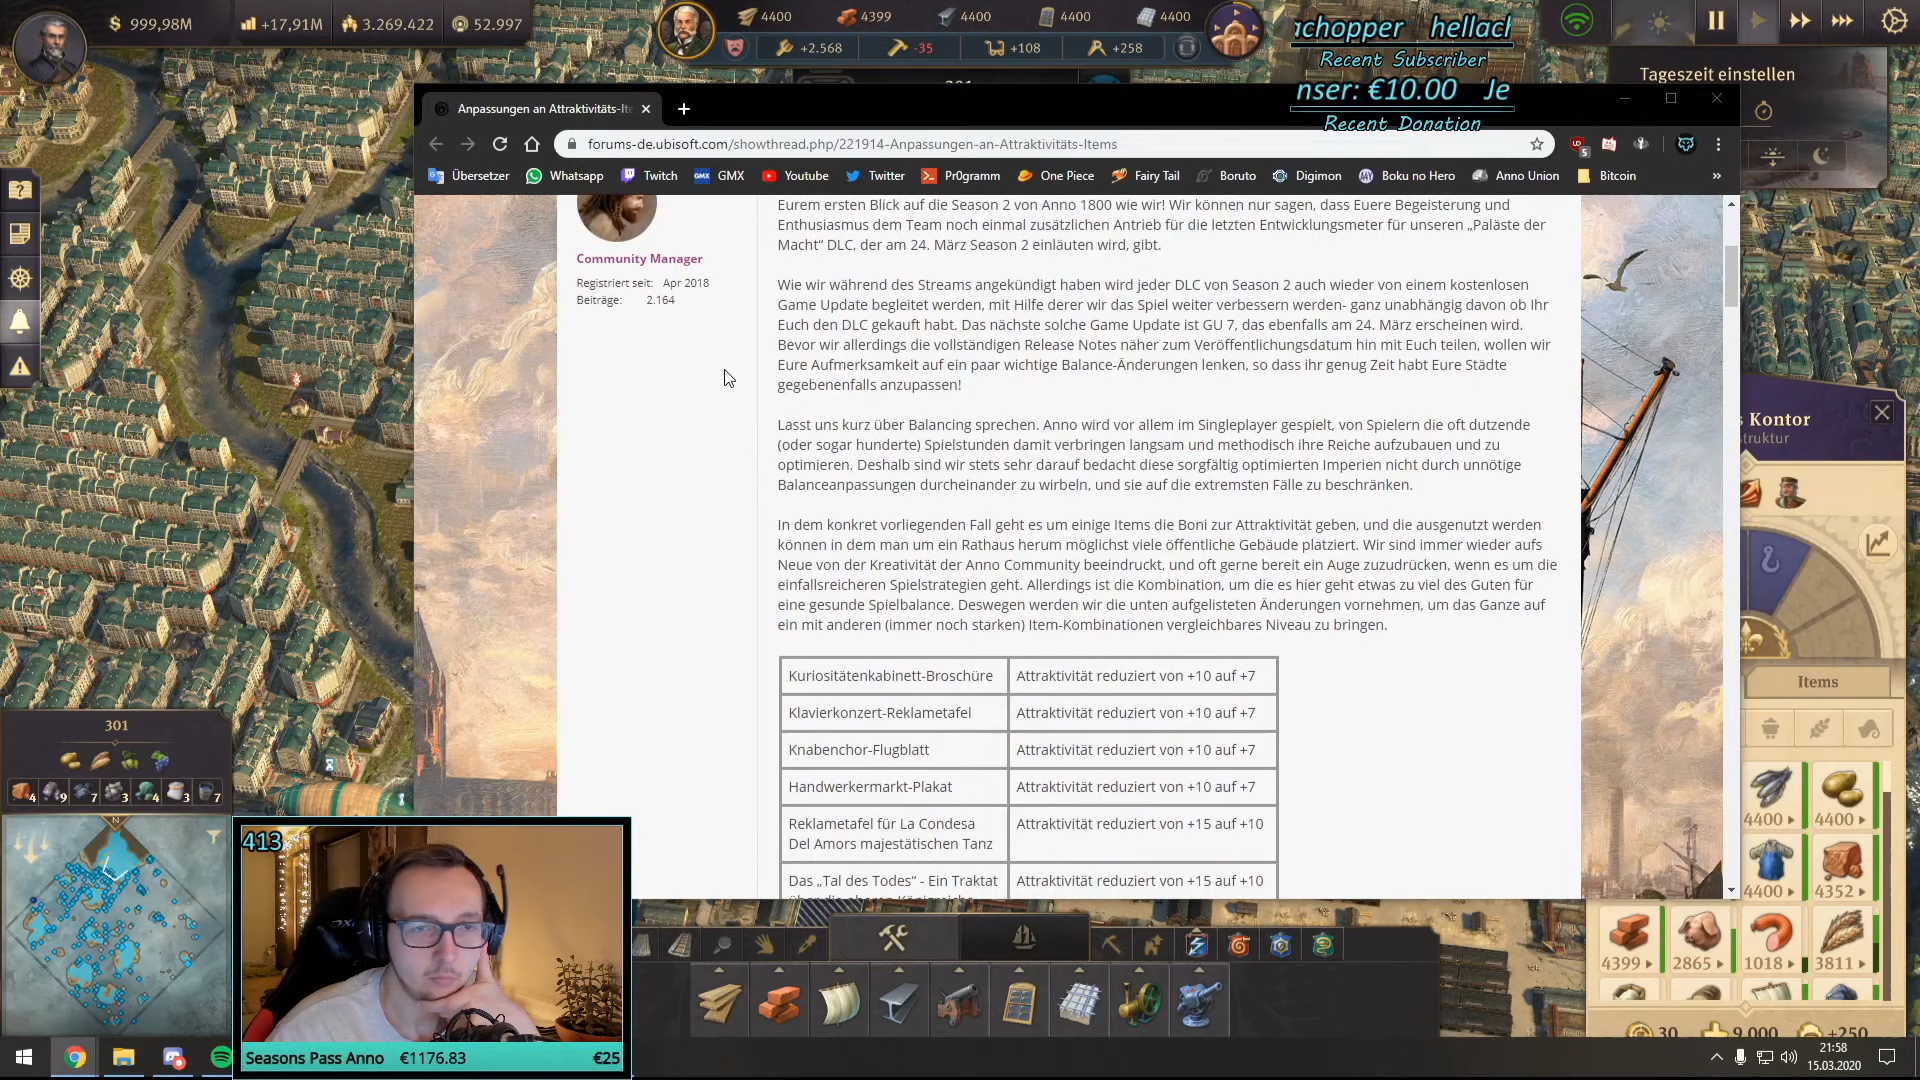 999,98M
+17,91M
3.269.422
52.997
4400
4399
4400
4400
4400
+2.568
-35
+108
+258
achopper hellacl
Recent Subscriber
nser: €10.00 Je
Recent Donation
Tageszeit einstellen
Anpassungen an Attraktivitäts-Ite
forums-de.ubisoft.com/showthread.php/221914-Anpassungen-an-Attraktivitäts-Items
Übersetzer
Whatsapp
Twitch
GMX
Youtube
Twitter
Pr0gramm
One Piece
Fairy Tail
Boruto
Digimon
Boku no Hero
Anno Union
Bitcoin
»
Community Manager
Registriert seit: Apr 2018
Beiträge: 2.164
Eurem ersten Blick auf die Season 2 von Anno 1800 wie wir! Wir können nur sagen, dass Euere Begeisterung und
Enthusiasmus dem Team noch einmal zusätzlichen Antrieb für die letzten Entwicklungsmeter für unseren „Paläste der
Macht“ DLC, der am 24. März Season 2 einläuten wird, gibt.
Wie wir während des Streams angekündigt haben wird jeder DLC von Season 2 auch wieder von einem kostenlosen
Game Update begleitet werden, mit Hilfe derer wir das Spiel weiter verbessern werden- ganz unabhängig davon ob Ihr
Euch den DLC gekauft habt. Das nächste solche Game Update ist GU 7, das ebenfalls am 24. März erscheinen wird.
Bevor wir allerdings die vollständigen Release Notes näher zum Veröffentlichungsdatum hin mit Euch teilen, wollen wir
Eure Aufmerksamkeit auf ein paar wichtige Balance-Änderungen lenken, so dass ihr genug Zeit habt Eure Städte
gegebenenfalls anzupassen!
Lasst uns kurz über Balancing sprechen. Anno wird vor allem im Singleplayer gespielt, von Spielern die oft dutzende
(oder sogar hunderte) Spielstunden damit verbringen langsam und methodisch ihre Reiche aufzubauen und zu
optimieren. Deshalb sind wir stets sehr darauf bedacht diese sorgfältig optimierten Imperien nicht durch unnötige
Balanceanpassungen durcheinander zu wirbeln, und sie auf die extremsten Fälle zu beschränken.
In dem konkret vorliegenden Fall geht es um einige Items die Boni zur Attraktivität geben, und die ausgenutzt werden
können in dem man um ein Rathaus herum möglichst viele öffentliche Gebäude platziert. Wir sind immer wieder aufs
Neue von der Kreativität der Anno Community beeindruckt, und oft gerne bereit ein Auge zuzudrücken, wenn es um die
einfallsreicheren Spielstrategien geht. Allerdings ist die Kombination, um die es hier geht etwas zu viel des Guten für
eine gesunde Spielbalance. Deswegen werden wir die unten aufgelisteten Änderungen vornehmen, um das Ganze auf
ein mit anderen (immer noch starken) Item-Kombinationen vergleichbares Niveau zu bringen.
Kuriositätenkabinett-Broschüre Attraktivität reduziert von +10 auf +7
Klavierkonzert-Reklametafel Attraktivität reduziert von +10 auf +7
Knabenchor-Flugblatt Attraktivität reduziert von +10 auf +7
Handwerkermarkt-Plakat Attraktivität reduziert von +10 auf +7
Reklametafel für La Condesa Attraktivität reduziert von +15 auf +10
Del Amors majestätischen Tanz
Das „Tal des Todes“ - Ein Traktat Attraktivität reduziert von +15 auf +10
s Kontor
struktur
Items
4400
4400
4400
4352
4399
2865
1018
3811
30
9.000
+250
301
4
9
7
3
4
3
7
N
413
Seasons Pass Anno €1176.83 €25
21:58
15.03.2020